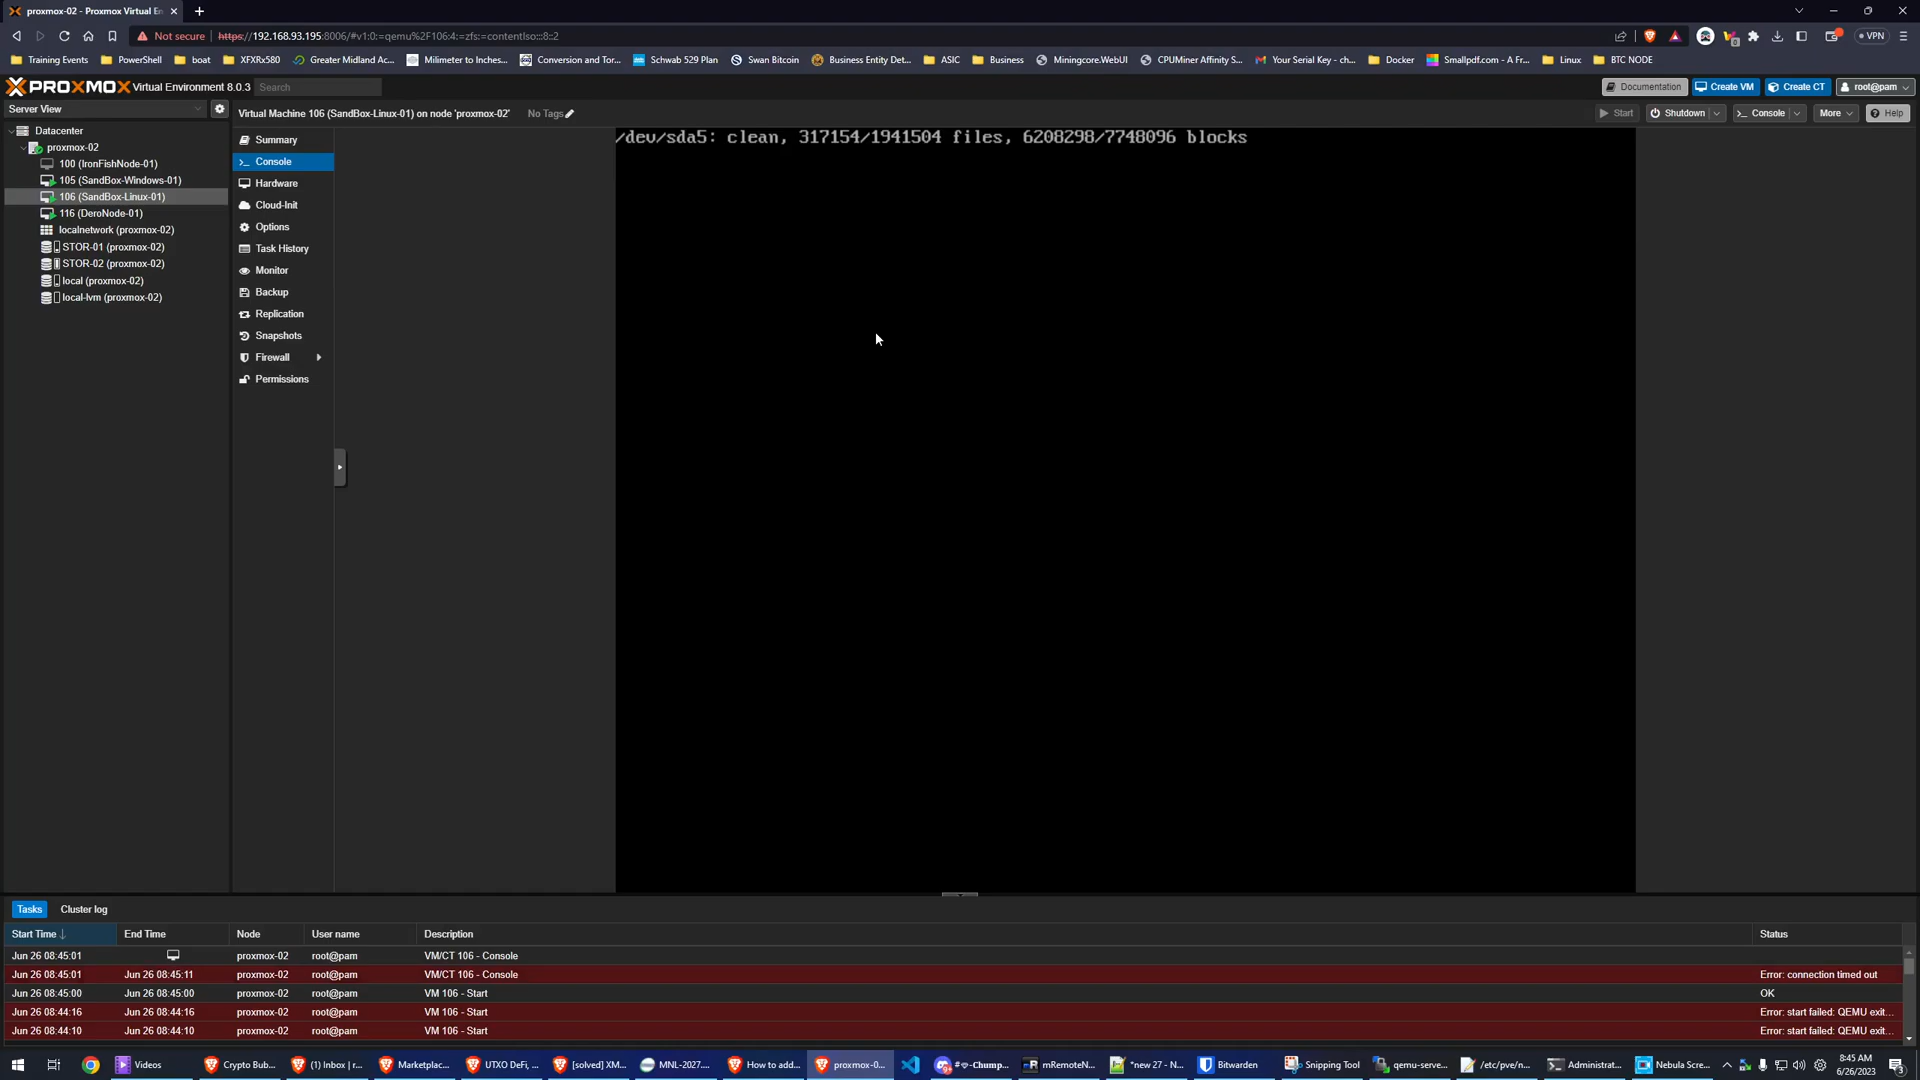 proxmox-02 - Proxmox Virtual En
Not secure https://192.168.93.195:8006/#v1:0:=qemu%2F106:4:=zfs:=contentIso:::8::2
VPN
Training Events PowerShell boat XFXRx580 Greater Midland Ac... Milimeter to Inches... Conversion and Tor... Schwab 529 Plan Swan Bitcoin Business Entity Det... ASIC Business Miningcore.WebUI CPUMiner Affinity S... Your Serial Key - ch... Docker Smallpdf.com - A Fr... Linux BTC NODE
PROXMOX Virtual Environment 8.0.3 Search Documentation Create VM Create CT root@pam
Server View
Virtual Machine 106 (SandBox-Linux-01) on node 'proxmox-02' No Tags Start Shutdown Console More Help
Datacenter
proxmox-02
100 (IronFishNode-01)
105 (SandBox-Windows-01)
106 (SandBox-Linux-01)
116 (DeroNode-01)
localnetwork (proxmox-02)
STOR-01 (proxmox-02)
STOR-02 (proxmox-02)
local (proxmox-02)
local-lvm (proxmox-02)
Summary
Console
Hardware
Cloud-Init
Options
Task History
Monitor
Backup
Replication
Snapshots
Firewall
Permissions
/dev/sda5: clean, 317154/1941504 files, 6208298/7748096 blocks
Tasks Cluster log
Start Time End Time Node User name Description Status
Jun 26 08:45:01 proxmox-02 root@pam VM/CT 106 - Console
Jun 26 08:45:01 Jun 26 08:45:11 proxmox-02 root@pam VM/CT 106 - Console Error: connection timed out
Jun 26 08:45:00 Jun 26 08:45:00 proxmox-02 root@pam VM 106 - Start OK
Jun 26 08:44:16 Jun 26 08:44:16 proxmox-02 root@pam VM 106 - Start Error: start failed: QEMU exit...
Jun 26 08:44:10 Jun 26 08:44:10 proxmox-02 root@pam VM 106 - Start Error: start failed: QEMU exit...
Videos Crypto Bub... (1) Inbox | r... Marketplac... UTXO DeFi, ... [solved] XM... MNL-2027.... How to add... proxmox-0... mRemoteN... *new 27 - N... Bitwarden Snipping Tool qemu-serve... /etc/pve/n... Administrat... Nebula Scre...
8:45 AM
6/26/2023